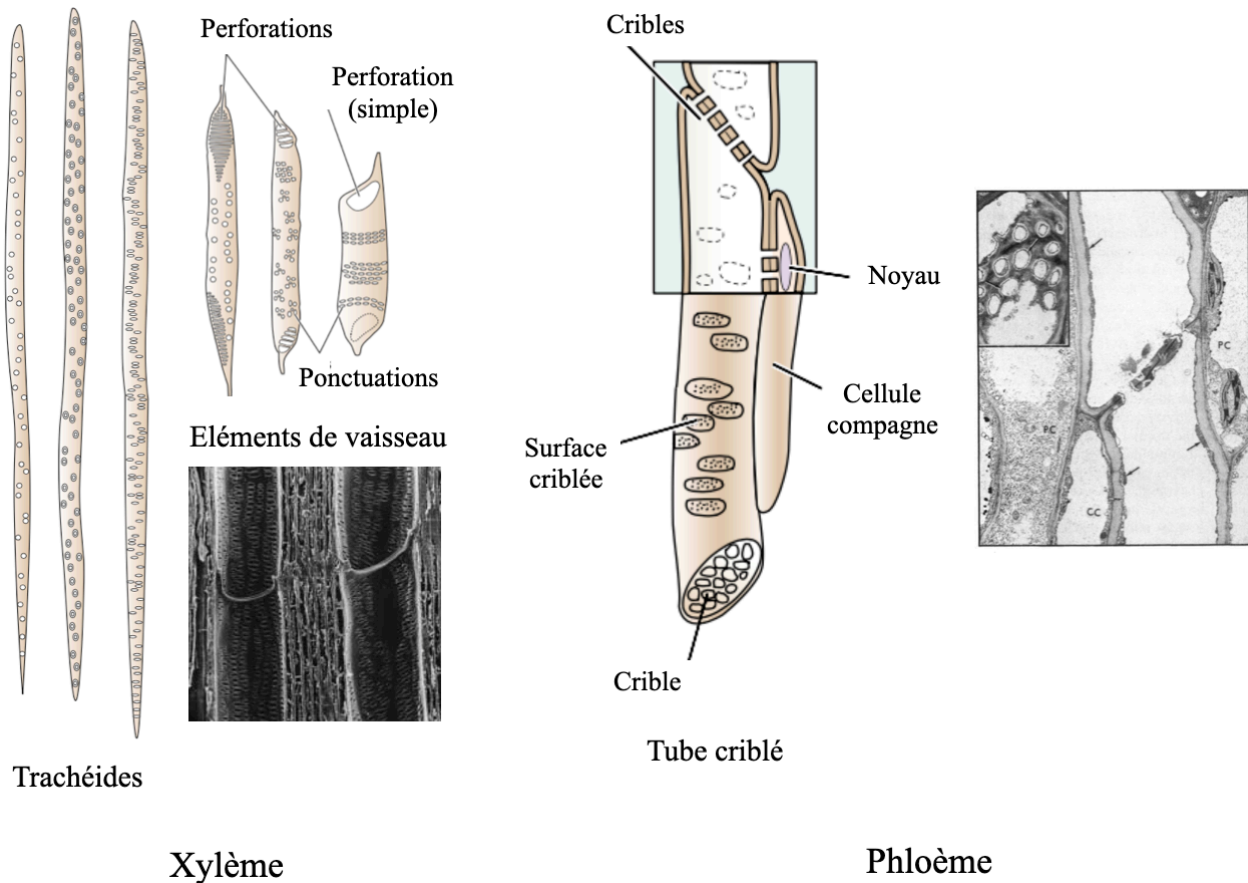 Perforations
Perforation
(simple)
Ponctuations
Eléments de vaisseau
Trachéides
Xylème
Cribles
Noyau
Cellule
compagne
Surface
criblée
Crible
Tube criblé
PC
PC
CC
Phloème